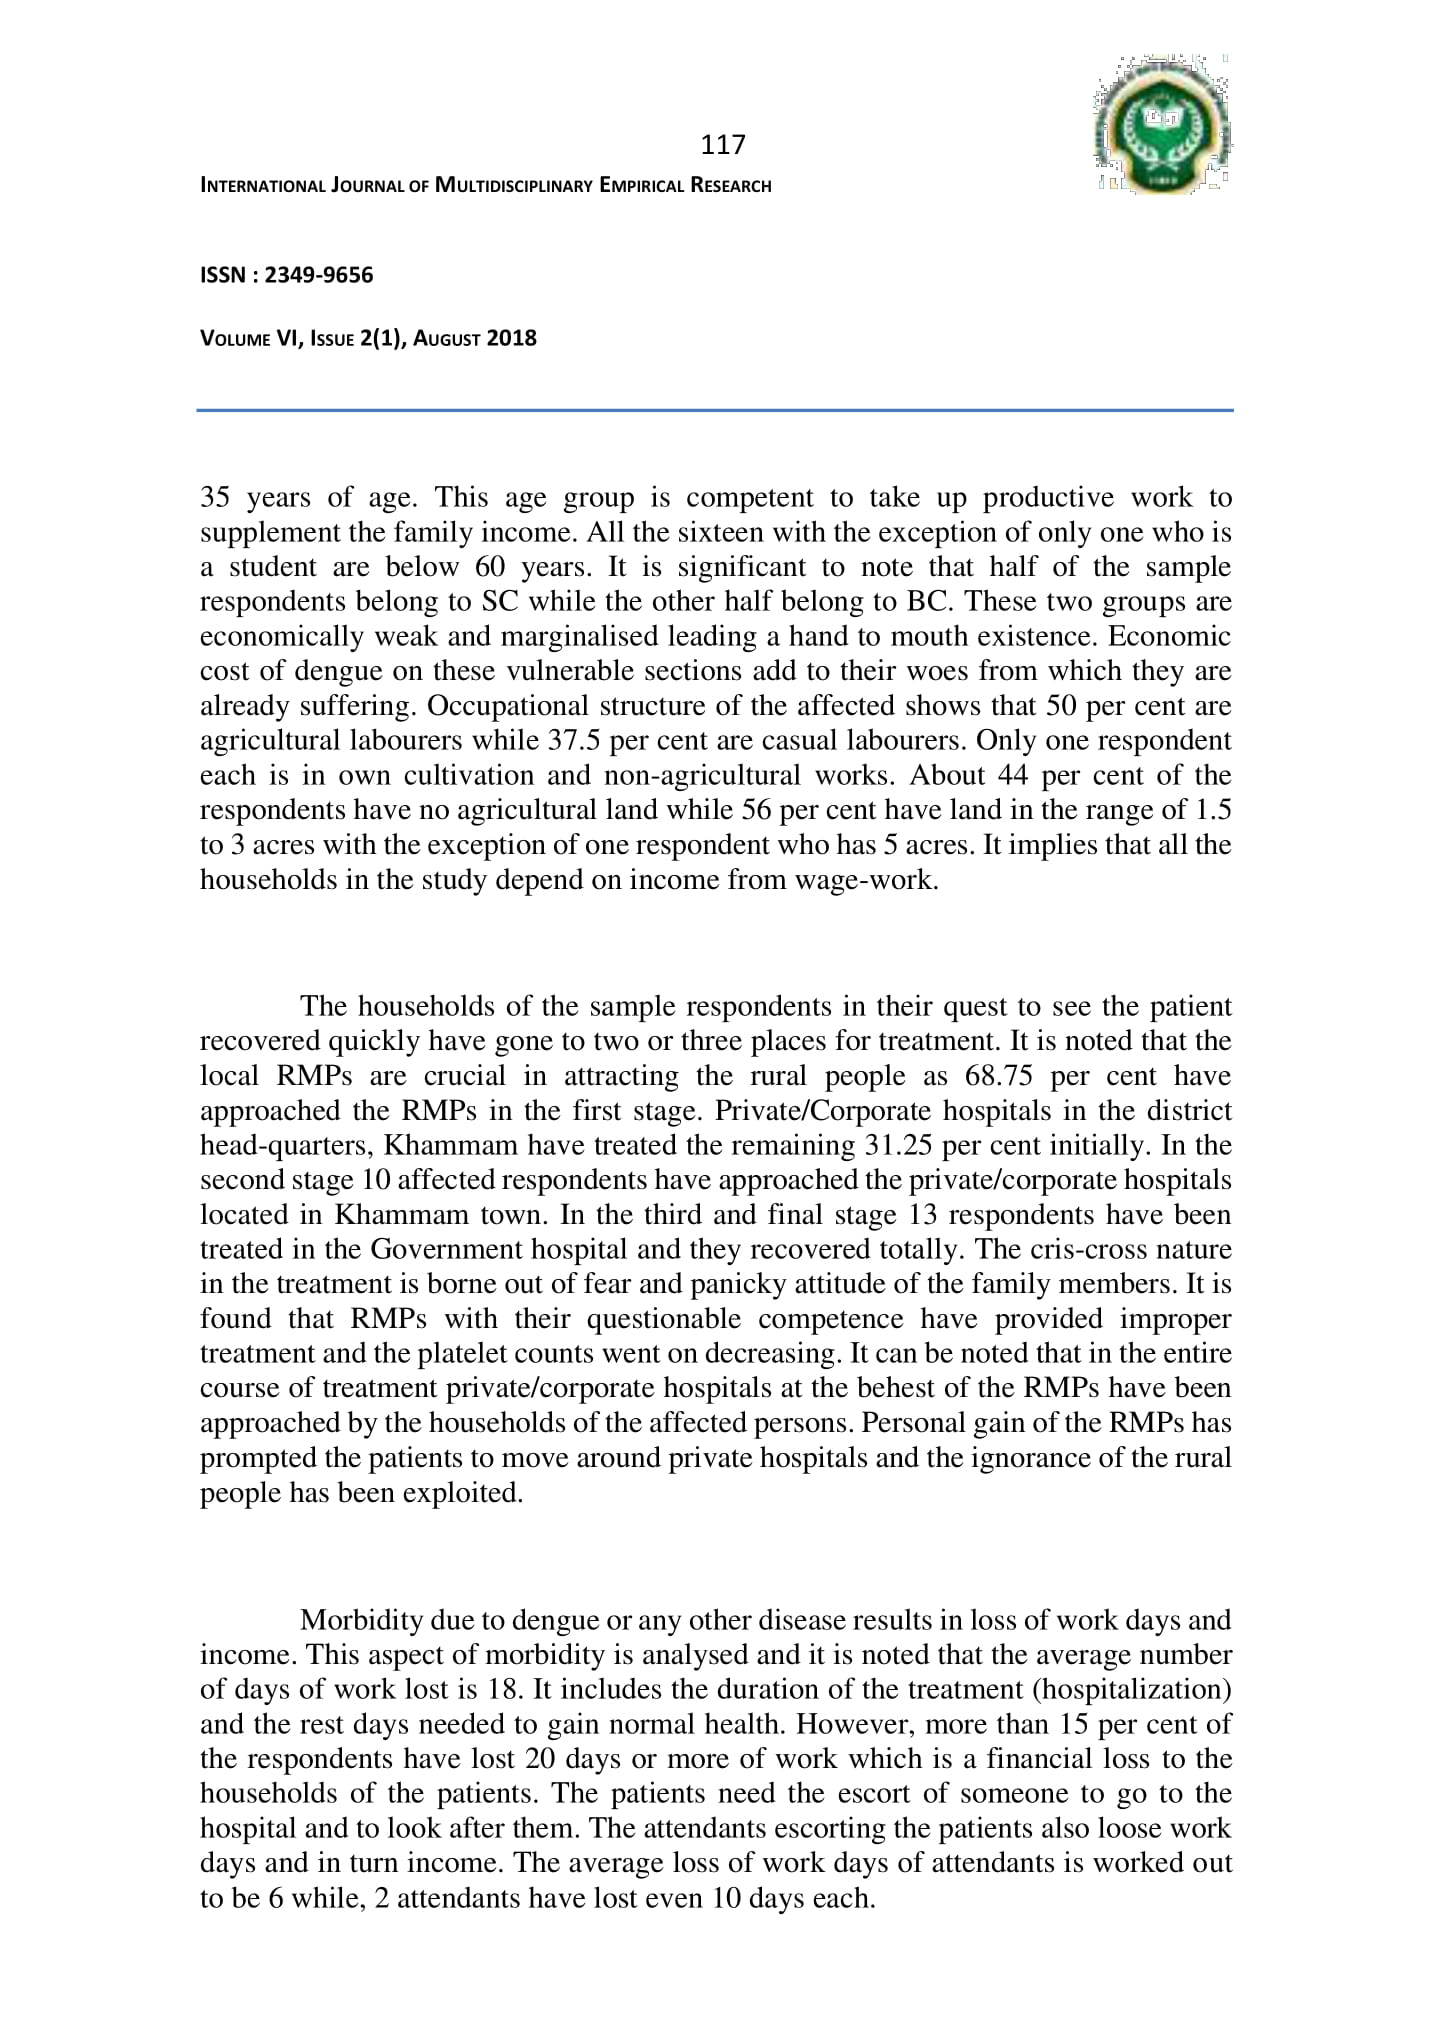 117
INTERNATIONAL JOURNAL OF MULTIDISCIPLINARY EMPIRICAL RESEARCH
ISSN : 2349-9656
VOLUME VI, ISSUE 2(1), AUGUST 2018
35 years of age. This age group is competent to take up productive work to
supplement the family income. All the sixteen with the exception of only one who is
a student are below 60 years. It is significant to note that half of the sample
respondents belong to SC while the other half belong to BC. These two groups are
economically weak and marginalised leading a hand to mouth existence. Economic
cost of dengue on these vulnerable sections add to their woes from which they are
already suffering. Occupational structure of the affected shows that 50 per cent are
agricultural labourers while 37.5 per cent are casual labourers. Only one respondent
each is in own cultivation and non-agricultural works. About 44 per cent of the
respondents have no agricultural land while 56 per cent have land in the range of 1.5
to 3 acres with the exception of one respondent who has 5 acres. It implies that all the
households in the study depend on income from wage-work.
The households of the sample respondents in their quest to see the patient
recovered quickly have gone to two or three places for treatment. It is noted that the
local RMPs are crucial in attracting the rural people as 68.75 per cent have
approached the RMPs in the first stage. Private/Corporate hospitals in the district
head-quarters, Khammam have treated the remaining 31.25 per cent initially. In the
second stage 10 affected respondents have approached the private/corporate hospitals
located in Khammam town. In the third and final stage 13 respondents have been
treated in the Government hospital and they recovered totally. The cris-cross nature
in the treatment is borne out of fear and panicky attitude of the family members. It is
found that RMPs with their questionable competence have provided improper
treatment and the platelet counts went on decreasing. It can be noted that in the entire
course of treatment private/corporate hospitals at the behest of the RMPs have been
approached by the households of the affected persons. Personal gain of the RMPs has
prompted the patients to move around private hospitals and the ignorance of the rural
people has been exploited.
Morbidity due to dengue or any other disease results in loss of work days and
income. This aspect of morbidity is analysed and it is noted that the average number
of days of work lost is 18. It includes the duration of the treatment (hospitalization)
and the rest days needed to gain normal health. However, more than 15 per cent of
the respondents have lost 20 days or more of work which is a financial loss to the
households of the patients. The patients need the escort of someone to go to the
hospital and to look after them. The attendants escorting the patients also loose work
days and in turn income. The average loss of work days of attendants is worked out
to be 6 while, 2 attendants have lost even 10 days each.